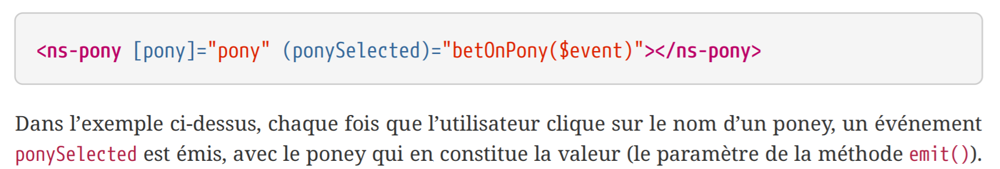 <ns-pony [pony]="pony" (ponySelected)="betOnPony($event)"></ns-pony>
Dans l’exemple ci-dessus, chaque fois que l’utilisateur clique sur le nom d’un poney, un événement
ponySelected est émis, avec le poney qui en constitue la valeur (le paramètre de la méthode emit()).